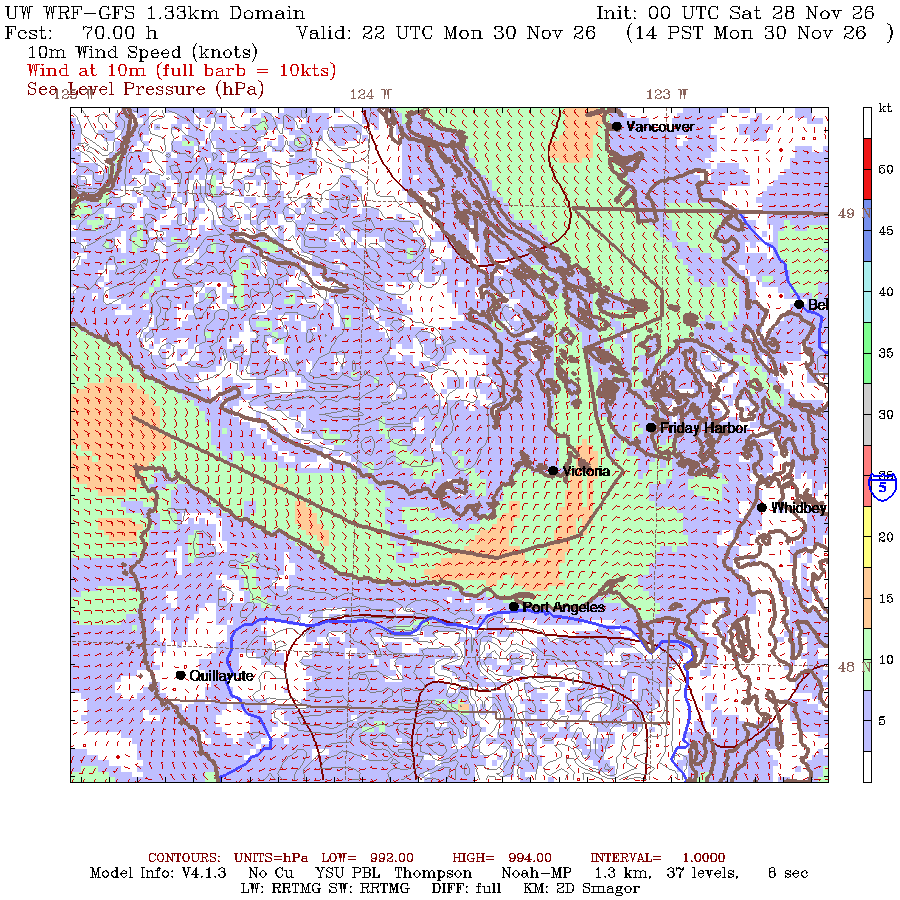 UW WRF-GFS 1.33km Domain Init: 00 UTC Sat 28 Nov 26
Fcst: 70.00 h Valid: 22 UTC Mon 30 Nov 26 (14 PST Mon 30 Nov 26 )
10m Wind Speed (knots)
Wind at 10m (full barb = 10kts)
Sea Level Pressure (hPa)
125 W 124 W 123 W
kt
Vancouver
60
49 N
45
40
Bel
35
30
Friday Harbor
25
Victoria
5
Whidbey
20
15
Port Angeles
10
48 N
Quillayute
5
CONTOURS: UNITS=hPa LOW= 992.00 HIGH= 994.00 INTERVAL= 1.0000
Model Info: V4.1.3 No Cu YSU PBL Thompson Noah-MP 1.3 km, 37 levels, 8 sec
LW: RRTMG SW: RRTMG DIFF: full KM: 2D Smagor